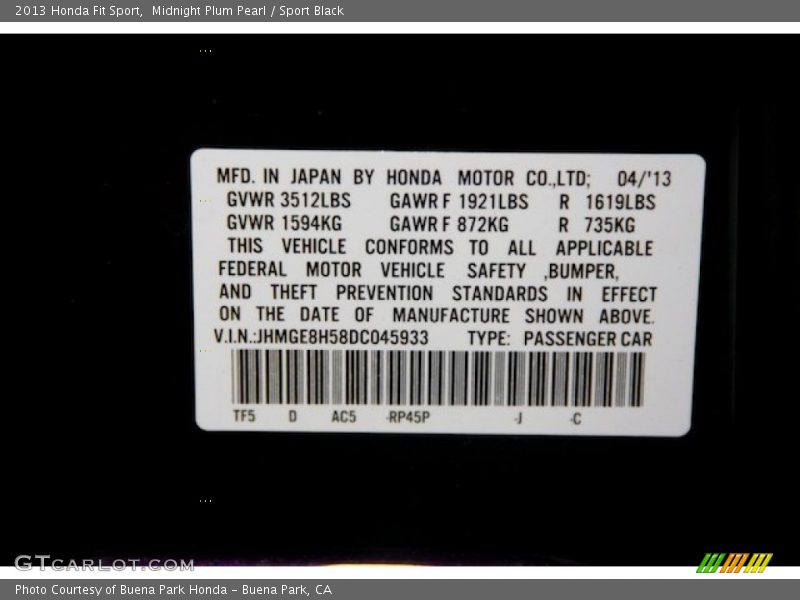 2013 Honda Fit Sport, Midnight Plum Pearl / Sport Black
MFD. IN JAPAN BY HONDA MOTOR CO.,LTD; 04/'13
GVWR 3512LBS GAWR F 1921LBS R 1619LBS
GVWR 1594KG GAWR F 872KG R 735KG
THIS VEHICLE CONFORMS TO ALL APPLICABLE
FEDERAL MOTOR VEHICLE SAFETY ,BUMPER,
AND THEFT PREVENTION STANDARDS IN EFFECT
ON THE DATE OF MANUFACTURE SHOWN ABOVE.
V.I.N.:JHMGE8H58DC045933 TYPE: PASSENGER CAR
TF5 D AC5 -RP45P -J -C
GTCARLOT.COM
Photo Courtesy of Buena Park Honda - Buena Park, CA